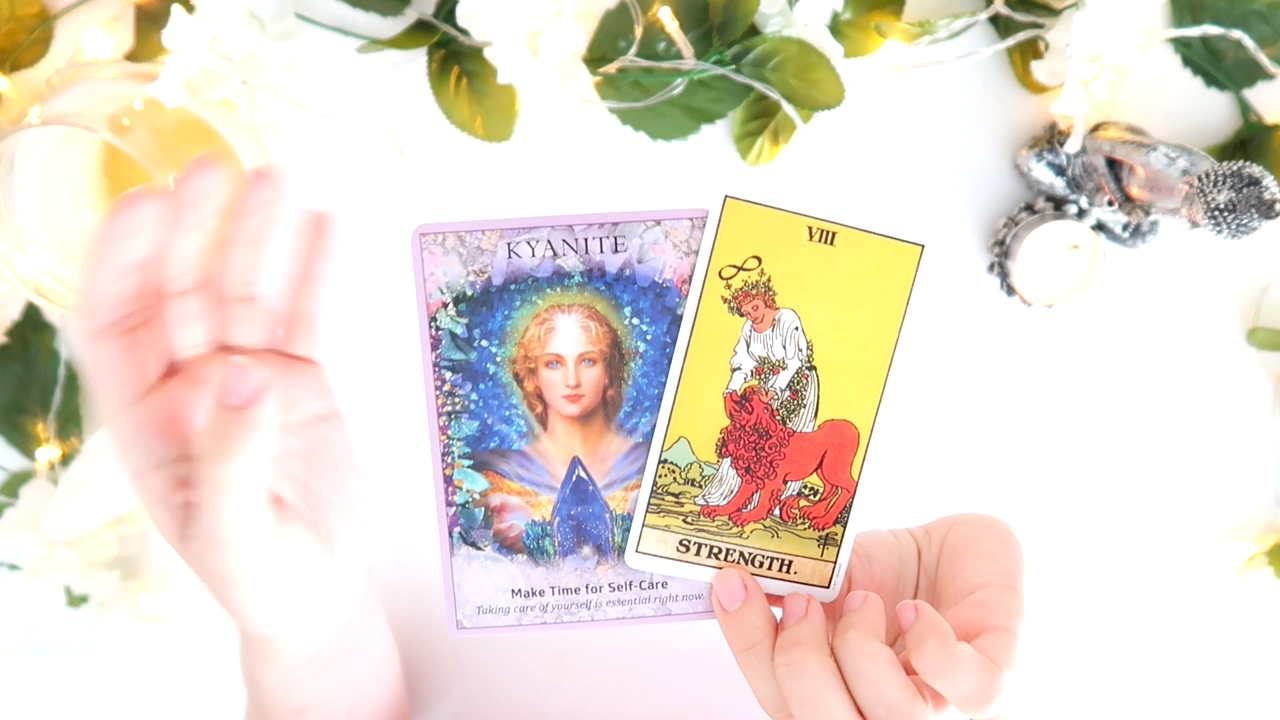 KYANITE
Make Time for Self-Care
Taking care of yourself is essential right now.
VIII
STRENGTH.